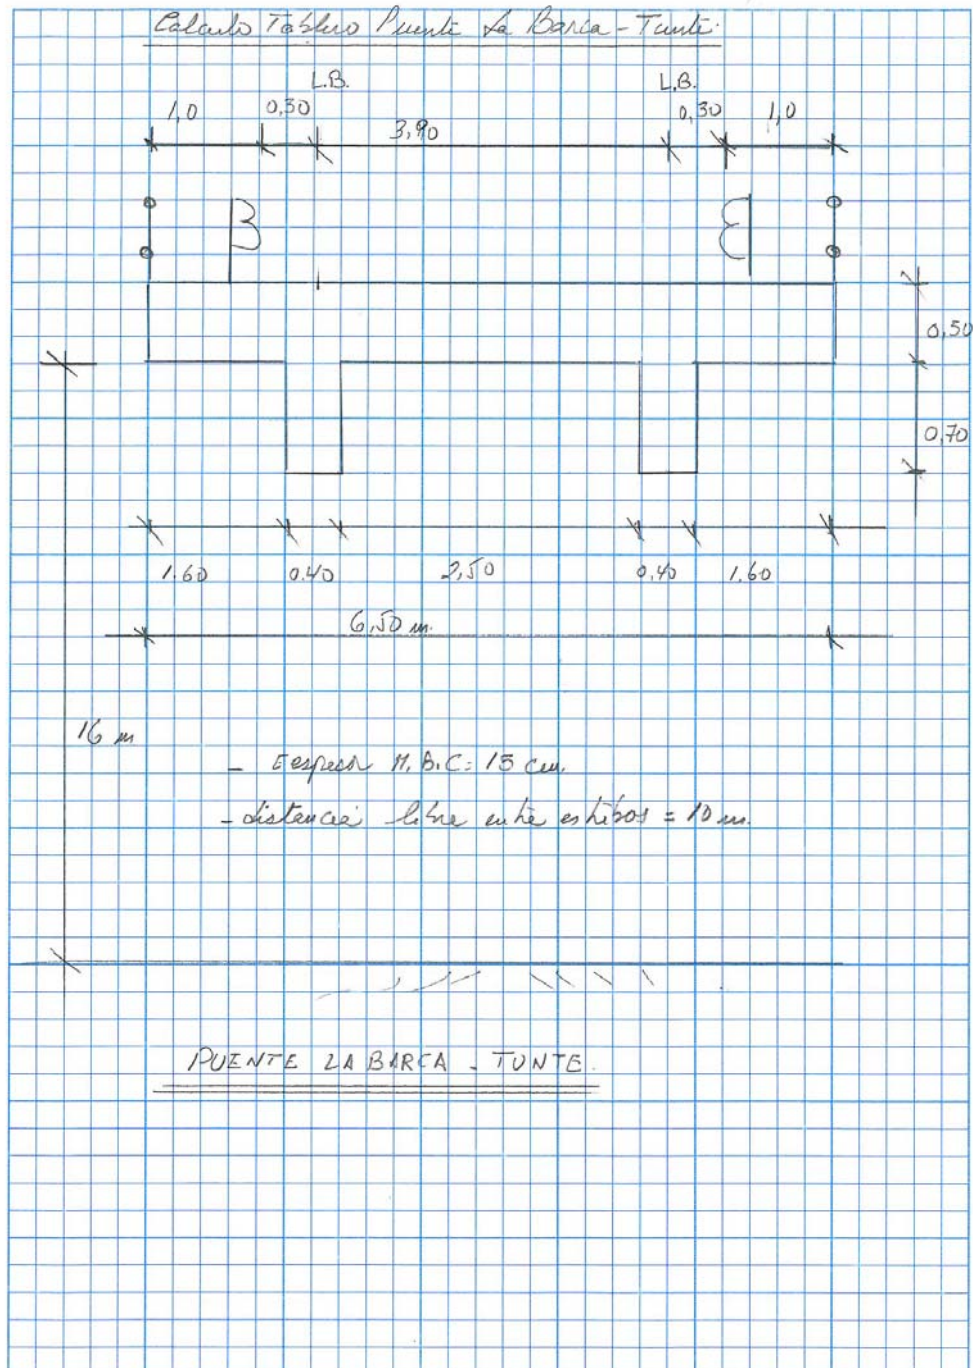 Calculo Tablero Puente La Barca - Tunte.
L.B. L.B.
1,0 0,30 3,90 0,30 1,0
0,50
0,70
1.60 0.40 2,50 0,40 1.60
6,50 m.
16 m
- Eespesor M.B.C = 15 cm.
- distancia libre entre estribos = 10 m.
PUENTE LA BARCA - TUNTE.